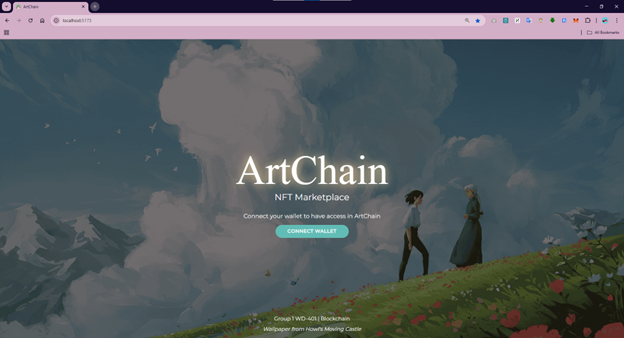 ArtChain
localhost:5173
All Bookmarks
ArtChain
NFT Marketplace
Connect your wallet to have access in ArtChain
CONNECT WALLET
Group 1 WD-401 | Blockchain
Wallpaper from Howl's Moving Castle